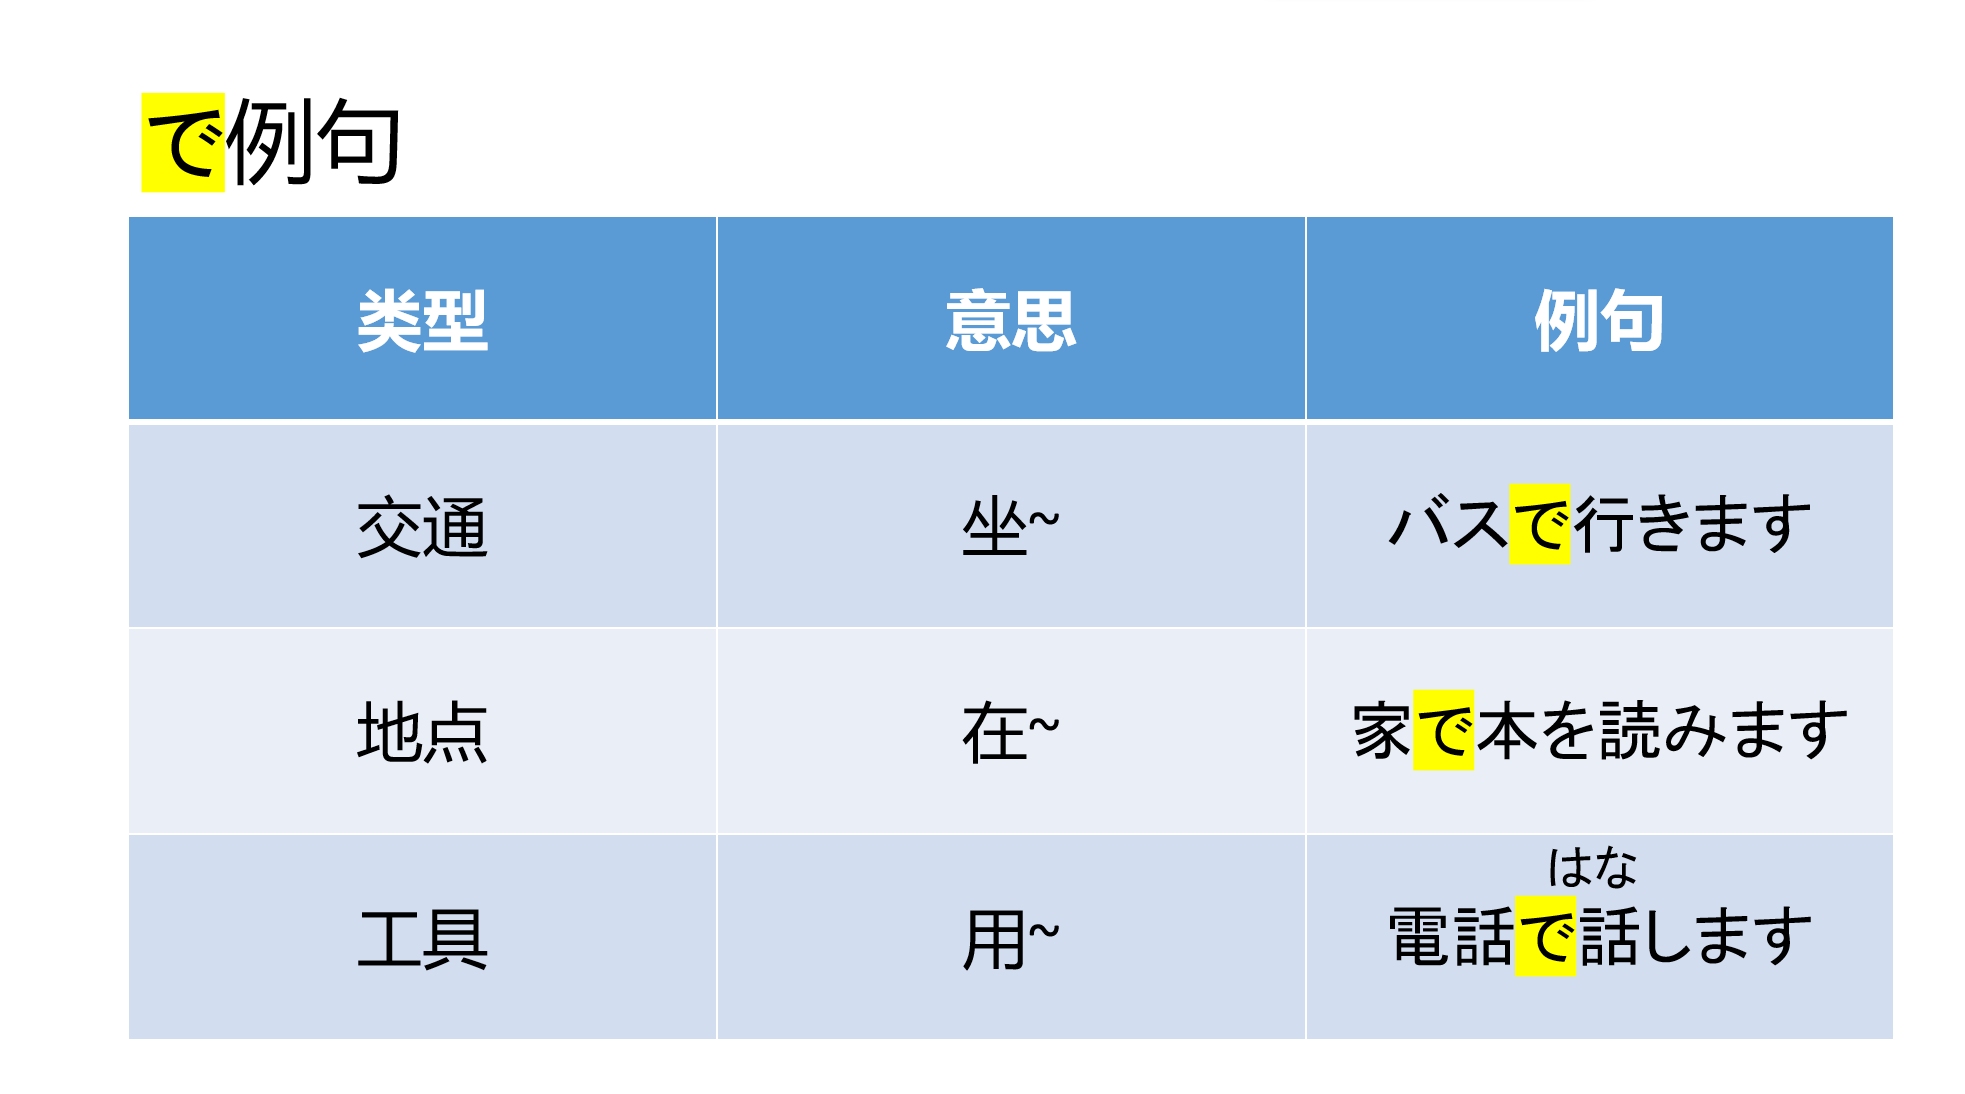 で例句
类型 意思 例句
交通 坐~ バスで行きます
地点 在~ 家で本を読みます
はな
工具 用~ 電話で話します